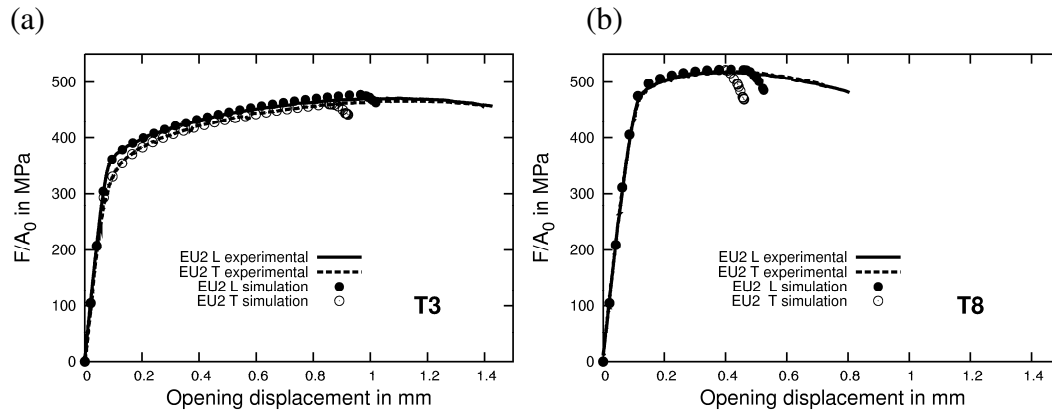 (a)
500
400
300
200
100
0
F/A0 in MPa
EU2 L experimental
EU2 T experimental
EU2 L simulation
EU2 T simulation
T3
0 0.2 0.4 0.6 0.8 1 1.2 1.4
Opening displacement in mm
(b)
500
400
300
200
100
0
F/A0 in MPa
EU2 L experimental
EU2 T experimental
EU2 L simulation
EU2 T simulation
T8
0 0.2 0.4 0.6 0.8 1 1.2 1.4
Opening displacement in mm